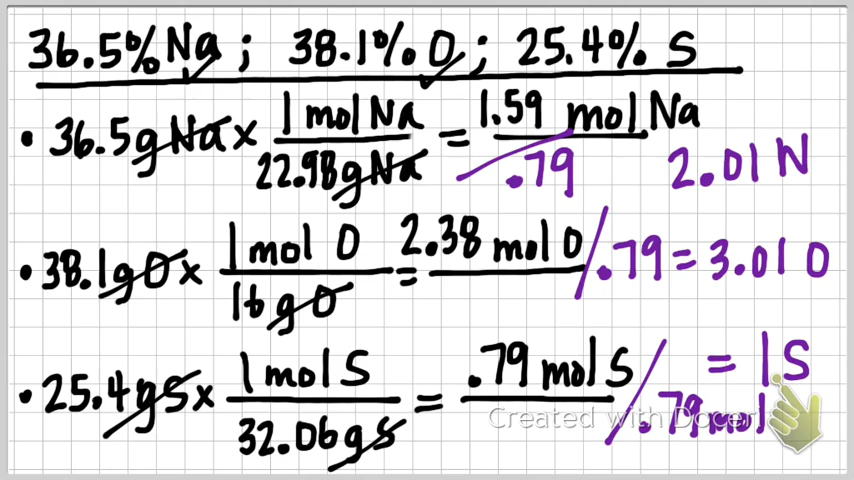 36.5% Na ; 38.1% O ; 25.4% S
• 36.5g Na x 1 mol Na / 22.98g Na = 1.59 mol Na / .79 2.01 N
• 38.1g O x 1 mol O / 16g O = 2.38 mol O / .79 = 3.01 O
• 25.4g S x 1 mol S / 32.06g S = .79 mol S / .79 mol = 1 S
Created with Doceri